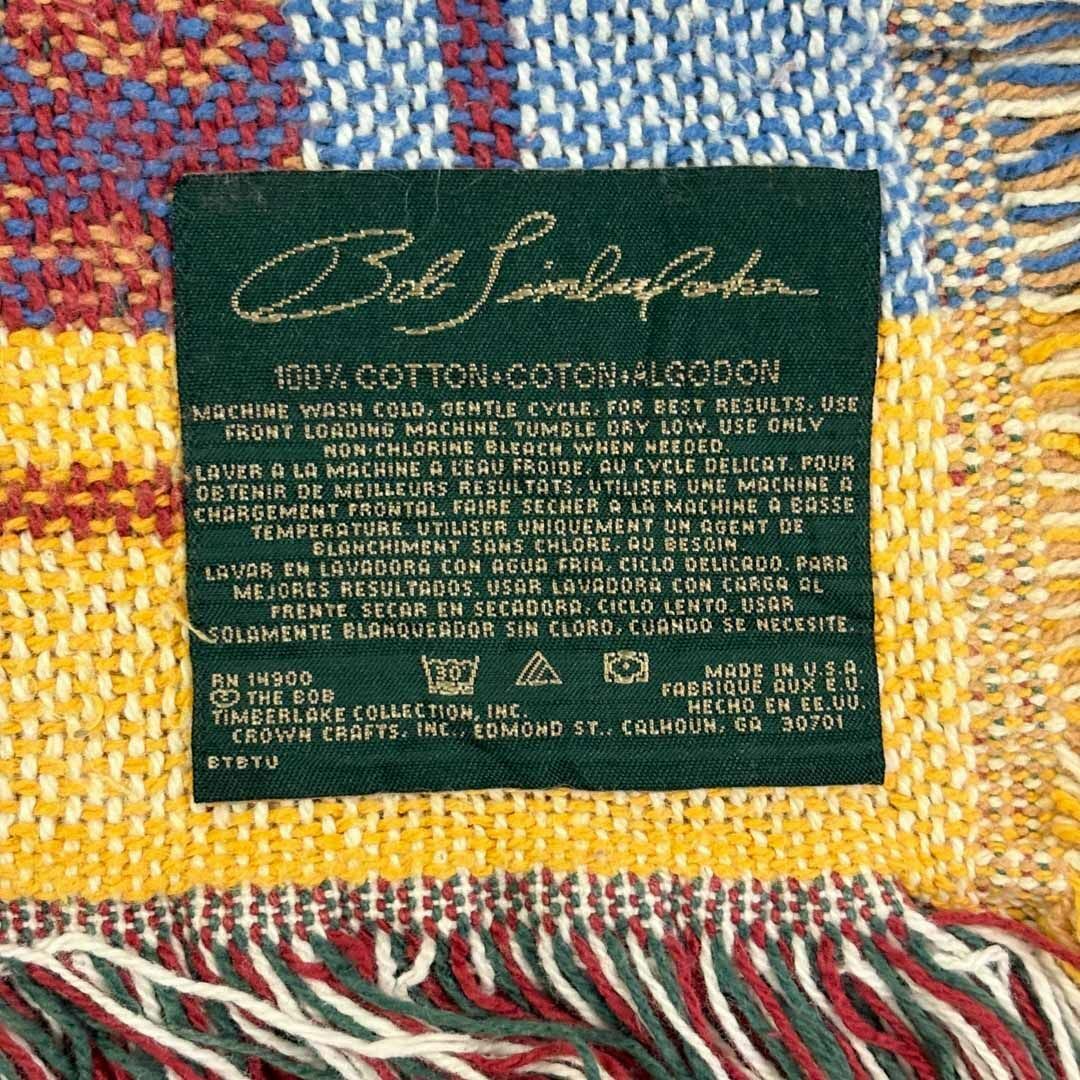 Bob Timberlake
100% COTTON•COTON•ALGODON
MACHINE WASH COLD, GENTLE CYCLE. FOR BEST RESULTS, USE
FRONT LOADING MACHINE. TUMBLE DRY LOW. USE ONLY
NON-CHLORINE BLEACH WHEN NEEDED.
LAVER A LA MACHINE A L'EAU FROIDE, AU CYCLE DELICAT. POUR
OBTENIR DE MEILLEURS RESULTATS, UTILISER UNE MACHINE A
CHARGEMENT FRONTAL. FAIRE SECHER A LA MACHINE A BASSE
TEMPERATURE. UTILISER UNIQUEMENT UN AGENT DE
BLANCHIMENT SANS CHLORE, AU BESOIN.
LAVAR EN LAVADORA CON AGUA FRIA, CICLO DELICADO. PARA
MEJORES RESULTADOS, USAR LAVADORA CON CARGA AL
FRENTE. SECAR EN SECADORA, CICLO LENTO. USAR
SOLAMENTE BLANQUEADOR SIN CLORO, CUANDO SE NECESITE.
30
RN 14900
© THE BOB
TIMBERLAKE COLLECTION, INC.
MADE IN U.S.A.
FABRIQUE AUX E.U.
HECHO EN EE.UU.
CROWN CRAFTS, INC., EDMOND ST., CALHOUN, GA 30701
BTBTU